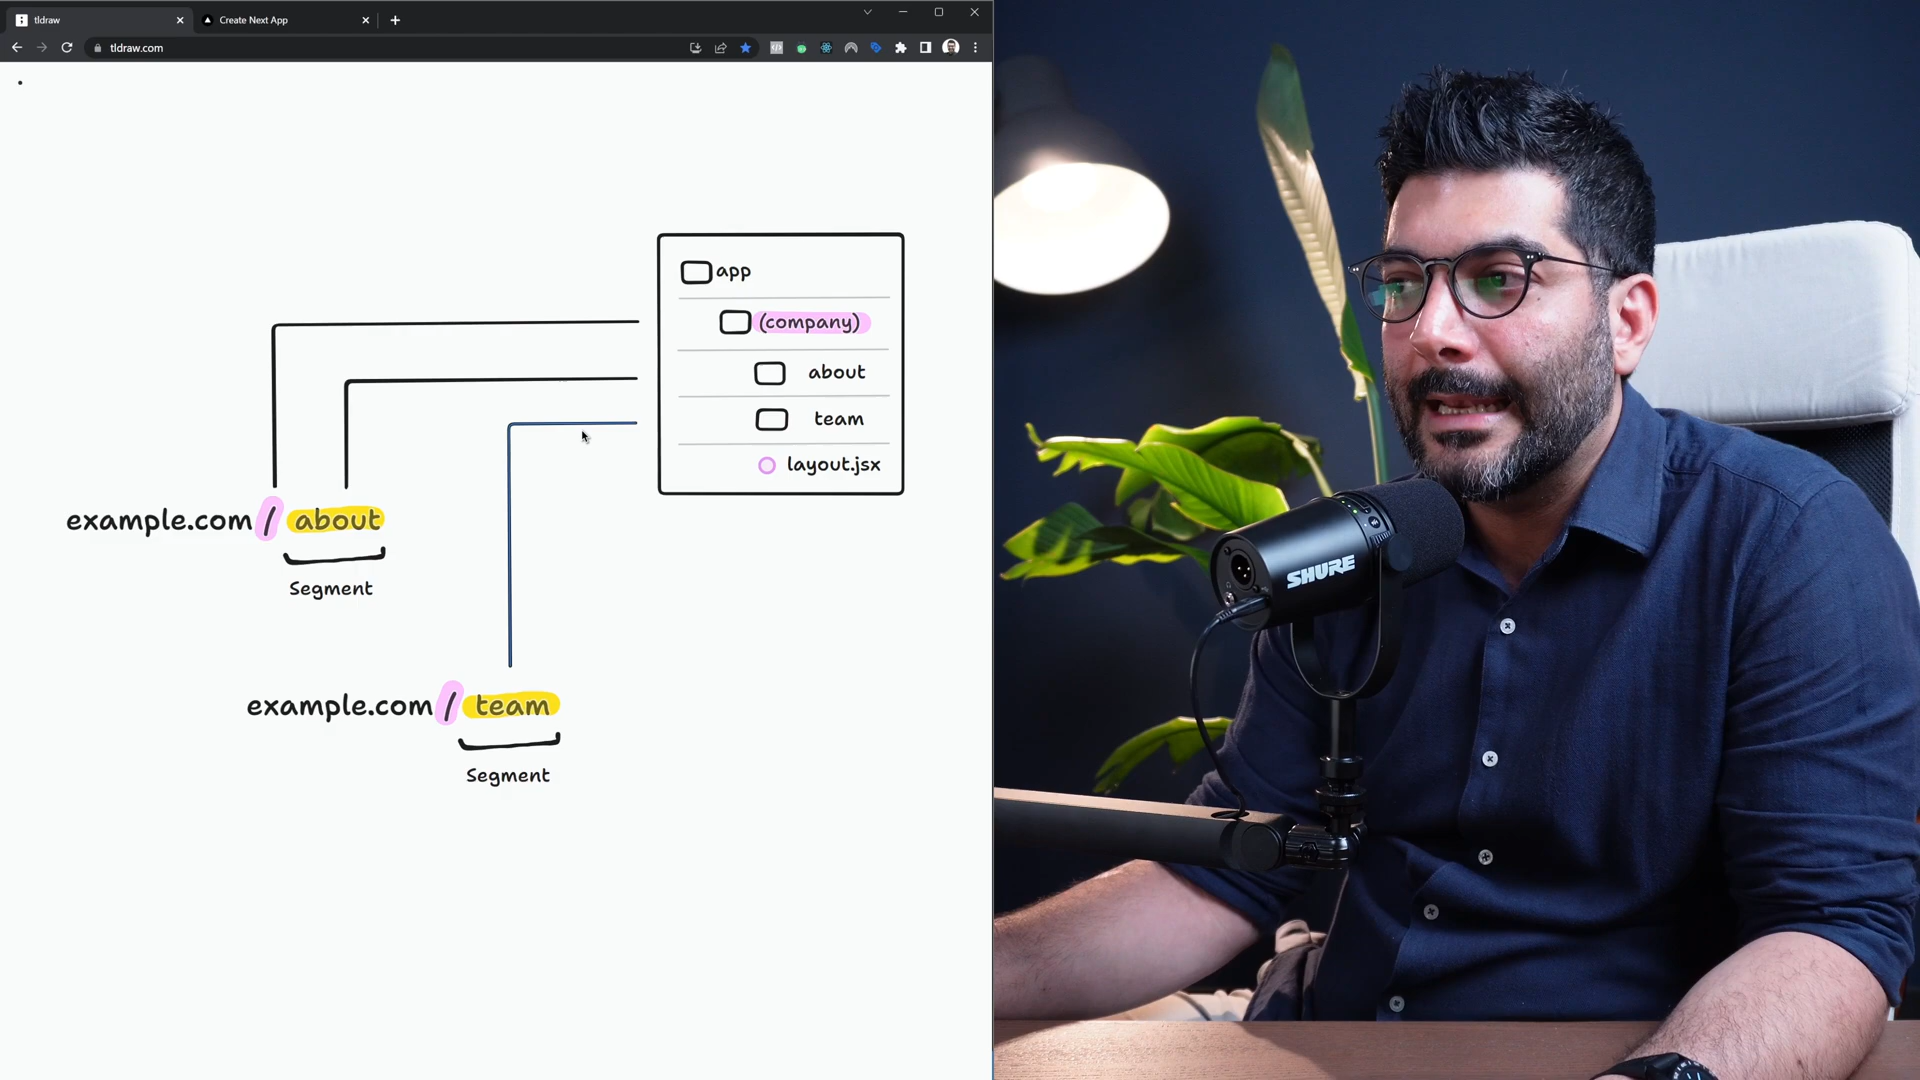 tldraw
Create Next App
tldraw.com
app
(company)
about
team
layout.jsx
example.com/about
Segment
example.com/team
Segment
SHURE